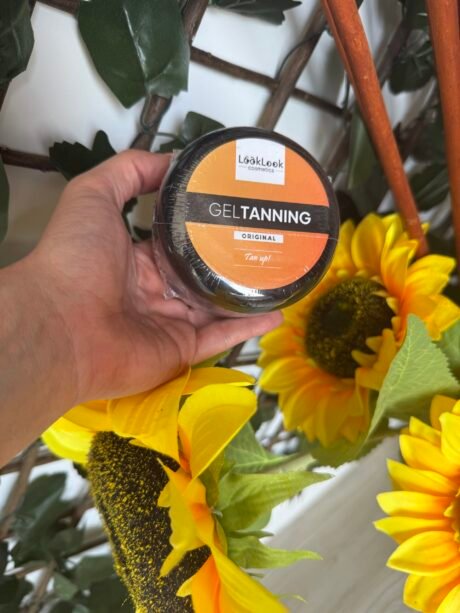 LookLook
COSMETICS
GELTANNING
ORIGINAL
Tan up!